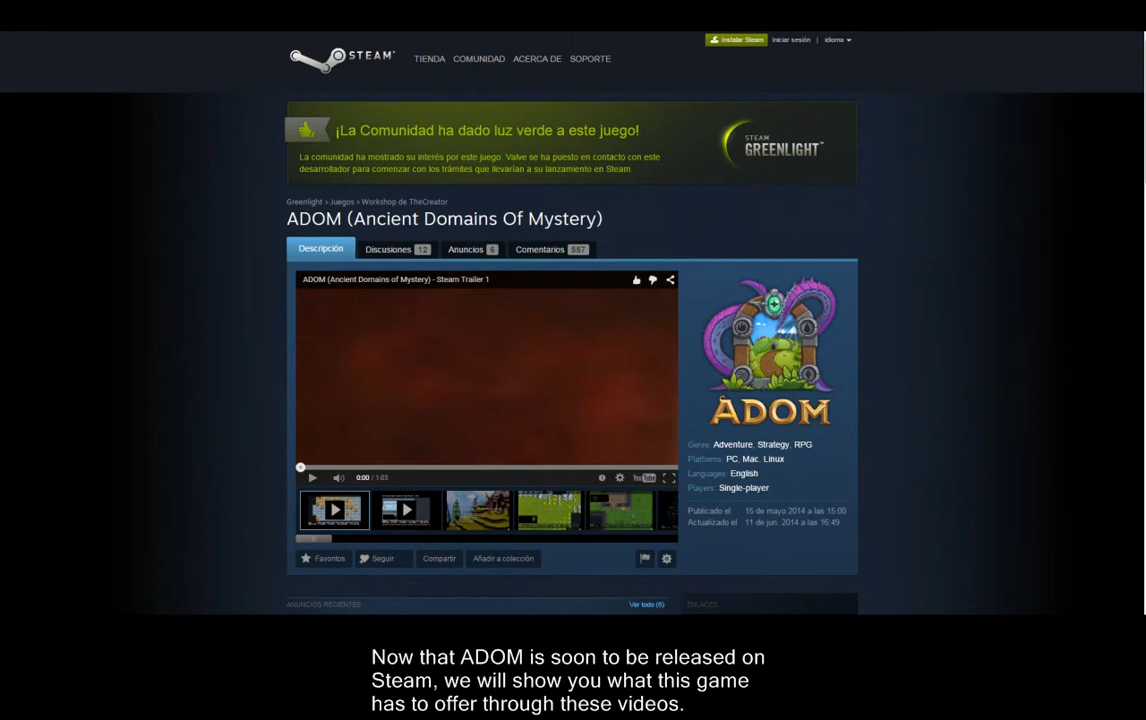 Instalar Steam
Iniciar sesión | idioma
STEAM
TIENDA COMUNIDAD ACERCA DE SOPORTE
¡La Comunidad ha dado luz verde a este juego!
La comunidad ha mostrado su interés por este juego. Valve se ha puesto en contacto con este
desarrollador para comenzar con los trámites que llevarían a su lanzamiento en Steam
STEAM
GREENLIGHT™
Greenlight > Juegos > Workshop de TheCreator
ADOM (Ancient Domains Of Mystery)
Descripción Discusiones 12 Anuncios 6 Comentarios 557
ADOM (Ancient Domains of Mystery) - Steam Trailer 1
ADOM
Genre: Adventure, Strategy, RPG
Platforms: PC, Mac, Linux
Languages: English
Players: Single-player
0:00 / 1:03
YouTube
Publicado el 15 de mayo 2014 a las 15:00
Actualizado el 11 de jun. 2014 a las 16:49
Favoritos Seguir Compartir Añadir a colección
ANUNCIOS RECIENTES Ver todo (6)
ENLACES
Now that ADOM is soon to be released on
Steam, we will show you what this game
has to offer through these videos.